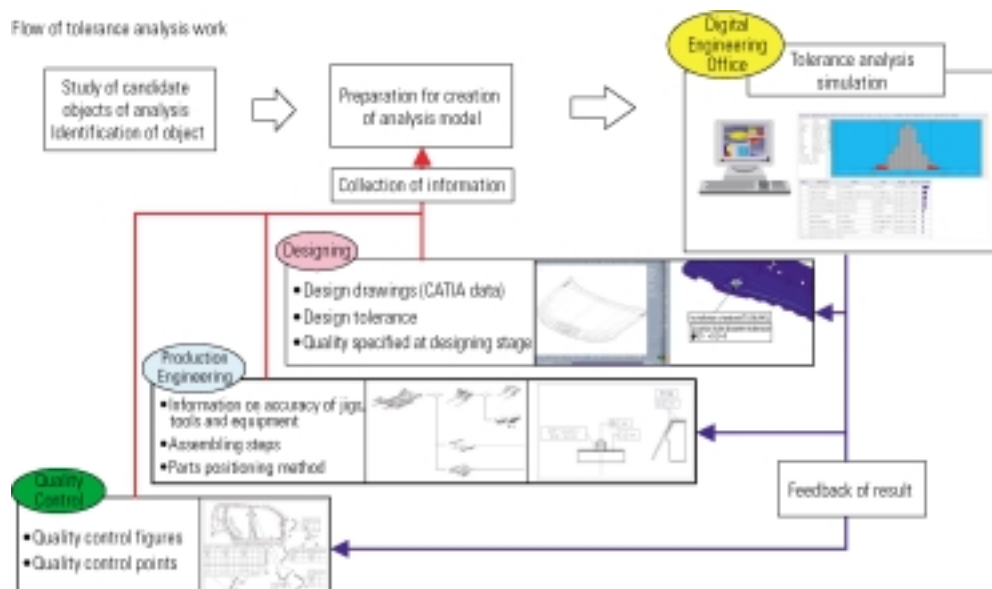 Flow of tolerance analysis work
Study of candidate
objects of analysis
Identification of object
Preparation for creation
of analysis model
Digital
Engineering
Office
Tolerance analysis
simulation
Collection of information
Designing
•Design drawings (CATIA data)
•Design tolerance
•Quality specified at designing stage
Production
Engineering
•Information on accuracy of jigs,
tools and equipment
•Assembling steps
•Parts positioning method
Quality
Control
•Quality control figures
•Quality control points
Feedback of result